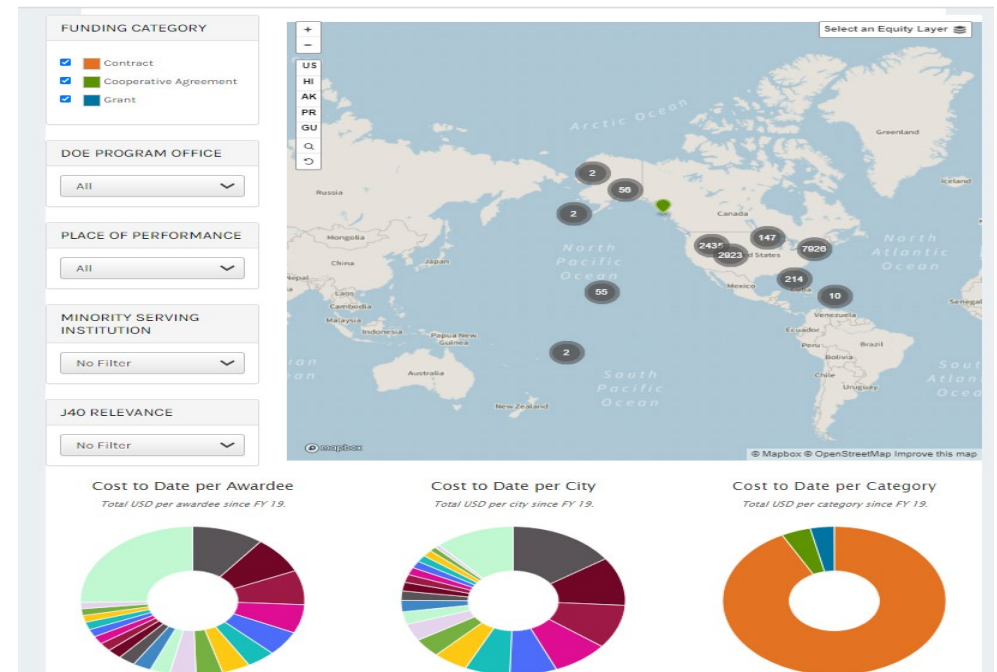 FUNDING CATEGORY
Contract
Cooperative Agreement
Grant
DOE PROGRAM OFFICE
All
PLACE OF PERFORMANCE
All
MINORITY SERVING
INSTITUTION
No Filter
J40 RELEVANCE
No Filter
+
−
US
HI
AK
PR
GU
Select an Equity Layer
Arctic Ocean
Greenland
Iceland
Russia
2
56
2
Canada
Mongolia
China
Japan
Nepal
Laos
Cambodia
Malaysia
Indonesia
Papua New
Guinea
Australia
New Zealand
North
Pacific
Ocean
55
2
South
Pacific
Ocean
2435
2923
147
d States
7926
North
Atlantic
Ocean
Mexico
214
10
Senegal
Venezuela
Ecuador
Peru
Brazil
Bolivia
Chile
Uruguay
mapbox
© Mapbox © OpenStreetMap Improve this map
Cost to Date per Awardee
Total USD per awardee since FY 19.
Cost to Date per City
Total USD per city since FY 19.
Cost to Date per Category
Total USD per category since FY 19.